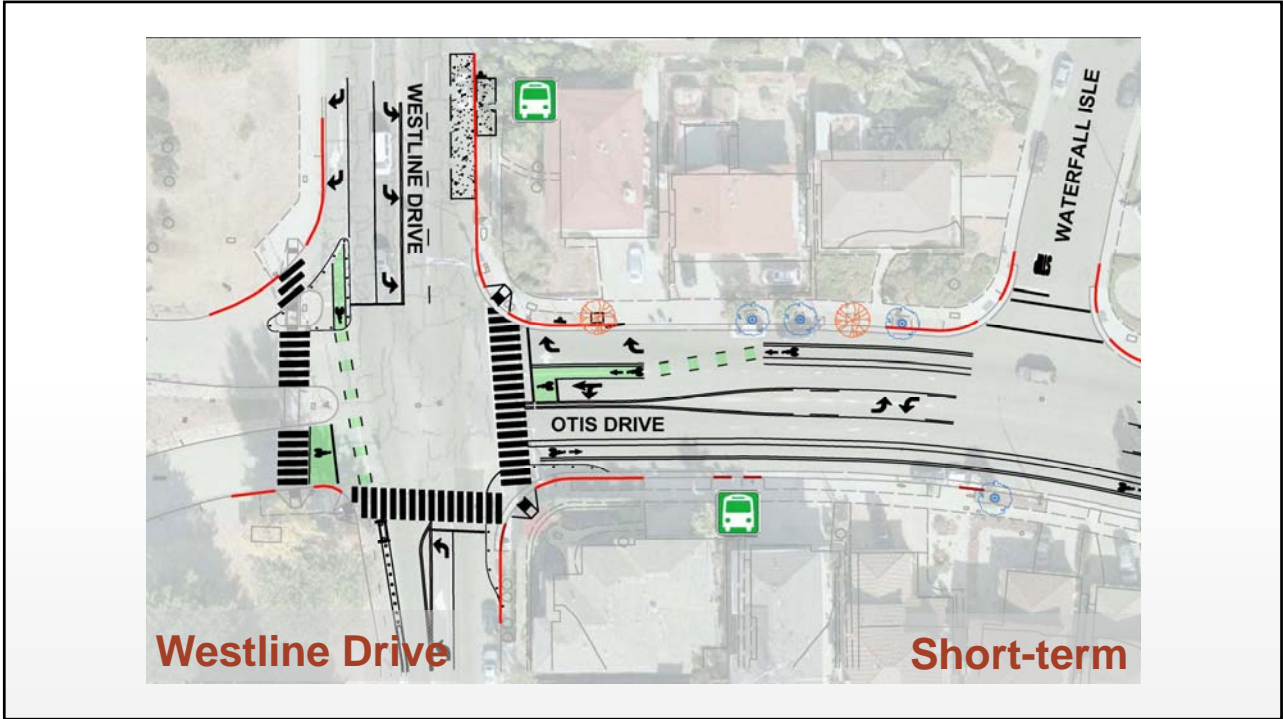 WESTLINE DRIVE
WATERFALL ISLE
OTIS DRIVE
Westline Drive
Short-term